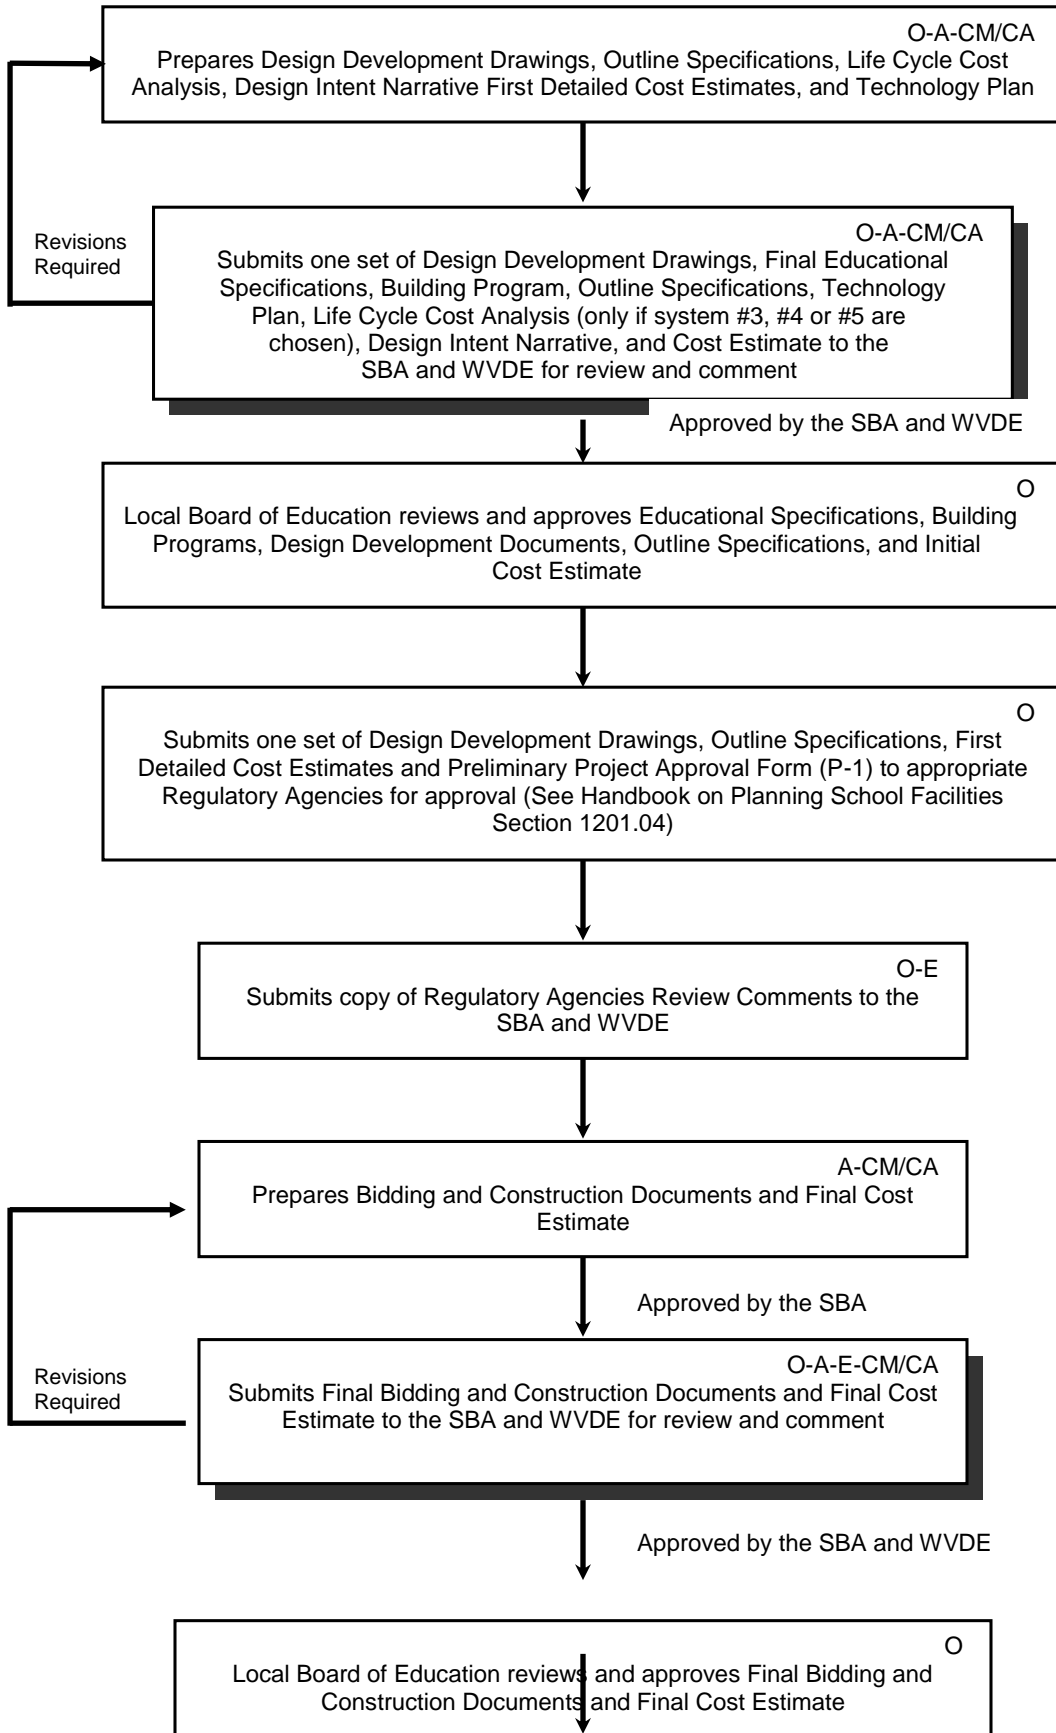 O-A-CM/CA
Prepares Design Development Drawings, Outline Specifications, Life Cycle Cost
Analysis, Design Intent Narrative First Detailed Cost Estimates, and Technology Plan
Revisions
Required
O-A-CM/CA
Submits one set of Design Development Drawings, Final Educational
Specifications, Building Program, Outline Specifications, Technology
Plan, Life Cycle Cost Analysis (only if system #3, #4 or #5 are
chosen), Design Intent Narrative, and Cost Estimate to the
SBA and WVDE for review and comment
Approved by the SBA and WVDE
O
Local Board of Education reviews and approves Educational Specifications, Building
Programs, Design Development Documents, Outline Specifications, and Initial
Cost Estimate
O
Submits one set of Design Development Drawings, Outline Specifications, First
Detailed Cost Estimates and Preliminary Project Approval Form (P-1) to appropriate
Regulatory Agencies for approval (See Handbook on Planning School Facilities
Section 1201.04)
O-E
Submits copy of Regulatory Agencies Review Comments to the
SBA and WVDE
A-CM/CA
Prepares Bidding and Construction Documents and Final Cost
Estimate
Approved by the SBA
Revisions
Required
O-A-E-CM/CA
Submits Final Bidding and Construction Documents and Final Cost
Estimate to the SBA and WVDE for review and comment
Approved by the SBA and WVDE
O
Local Board of Education reviews and approves Final Bidding and
Construction Documents and Final Cost Estimate